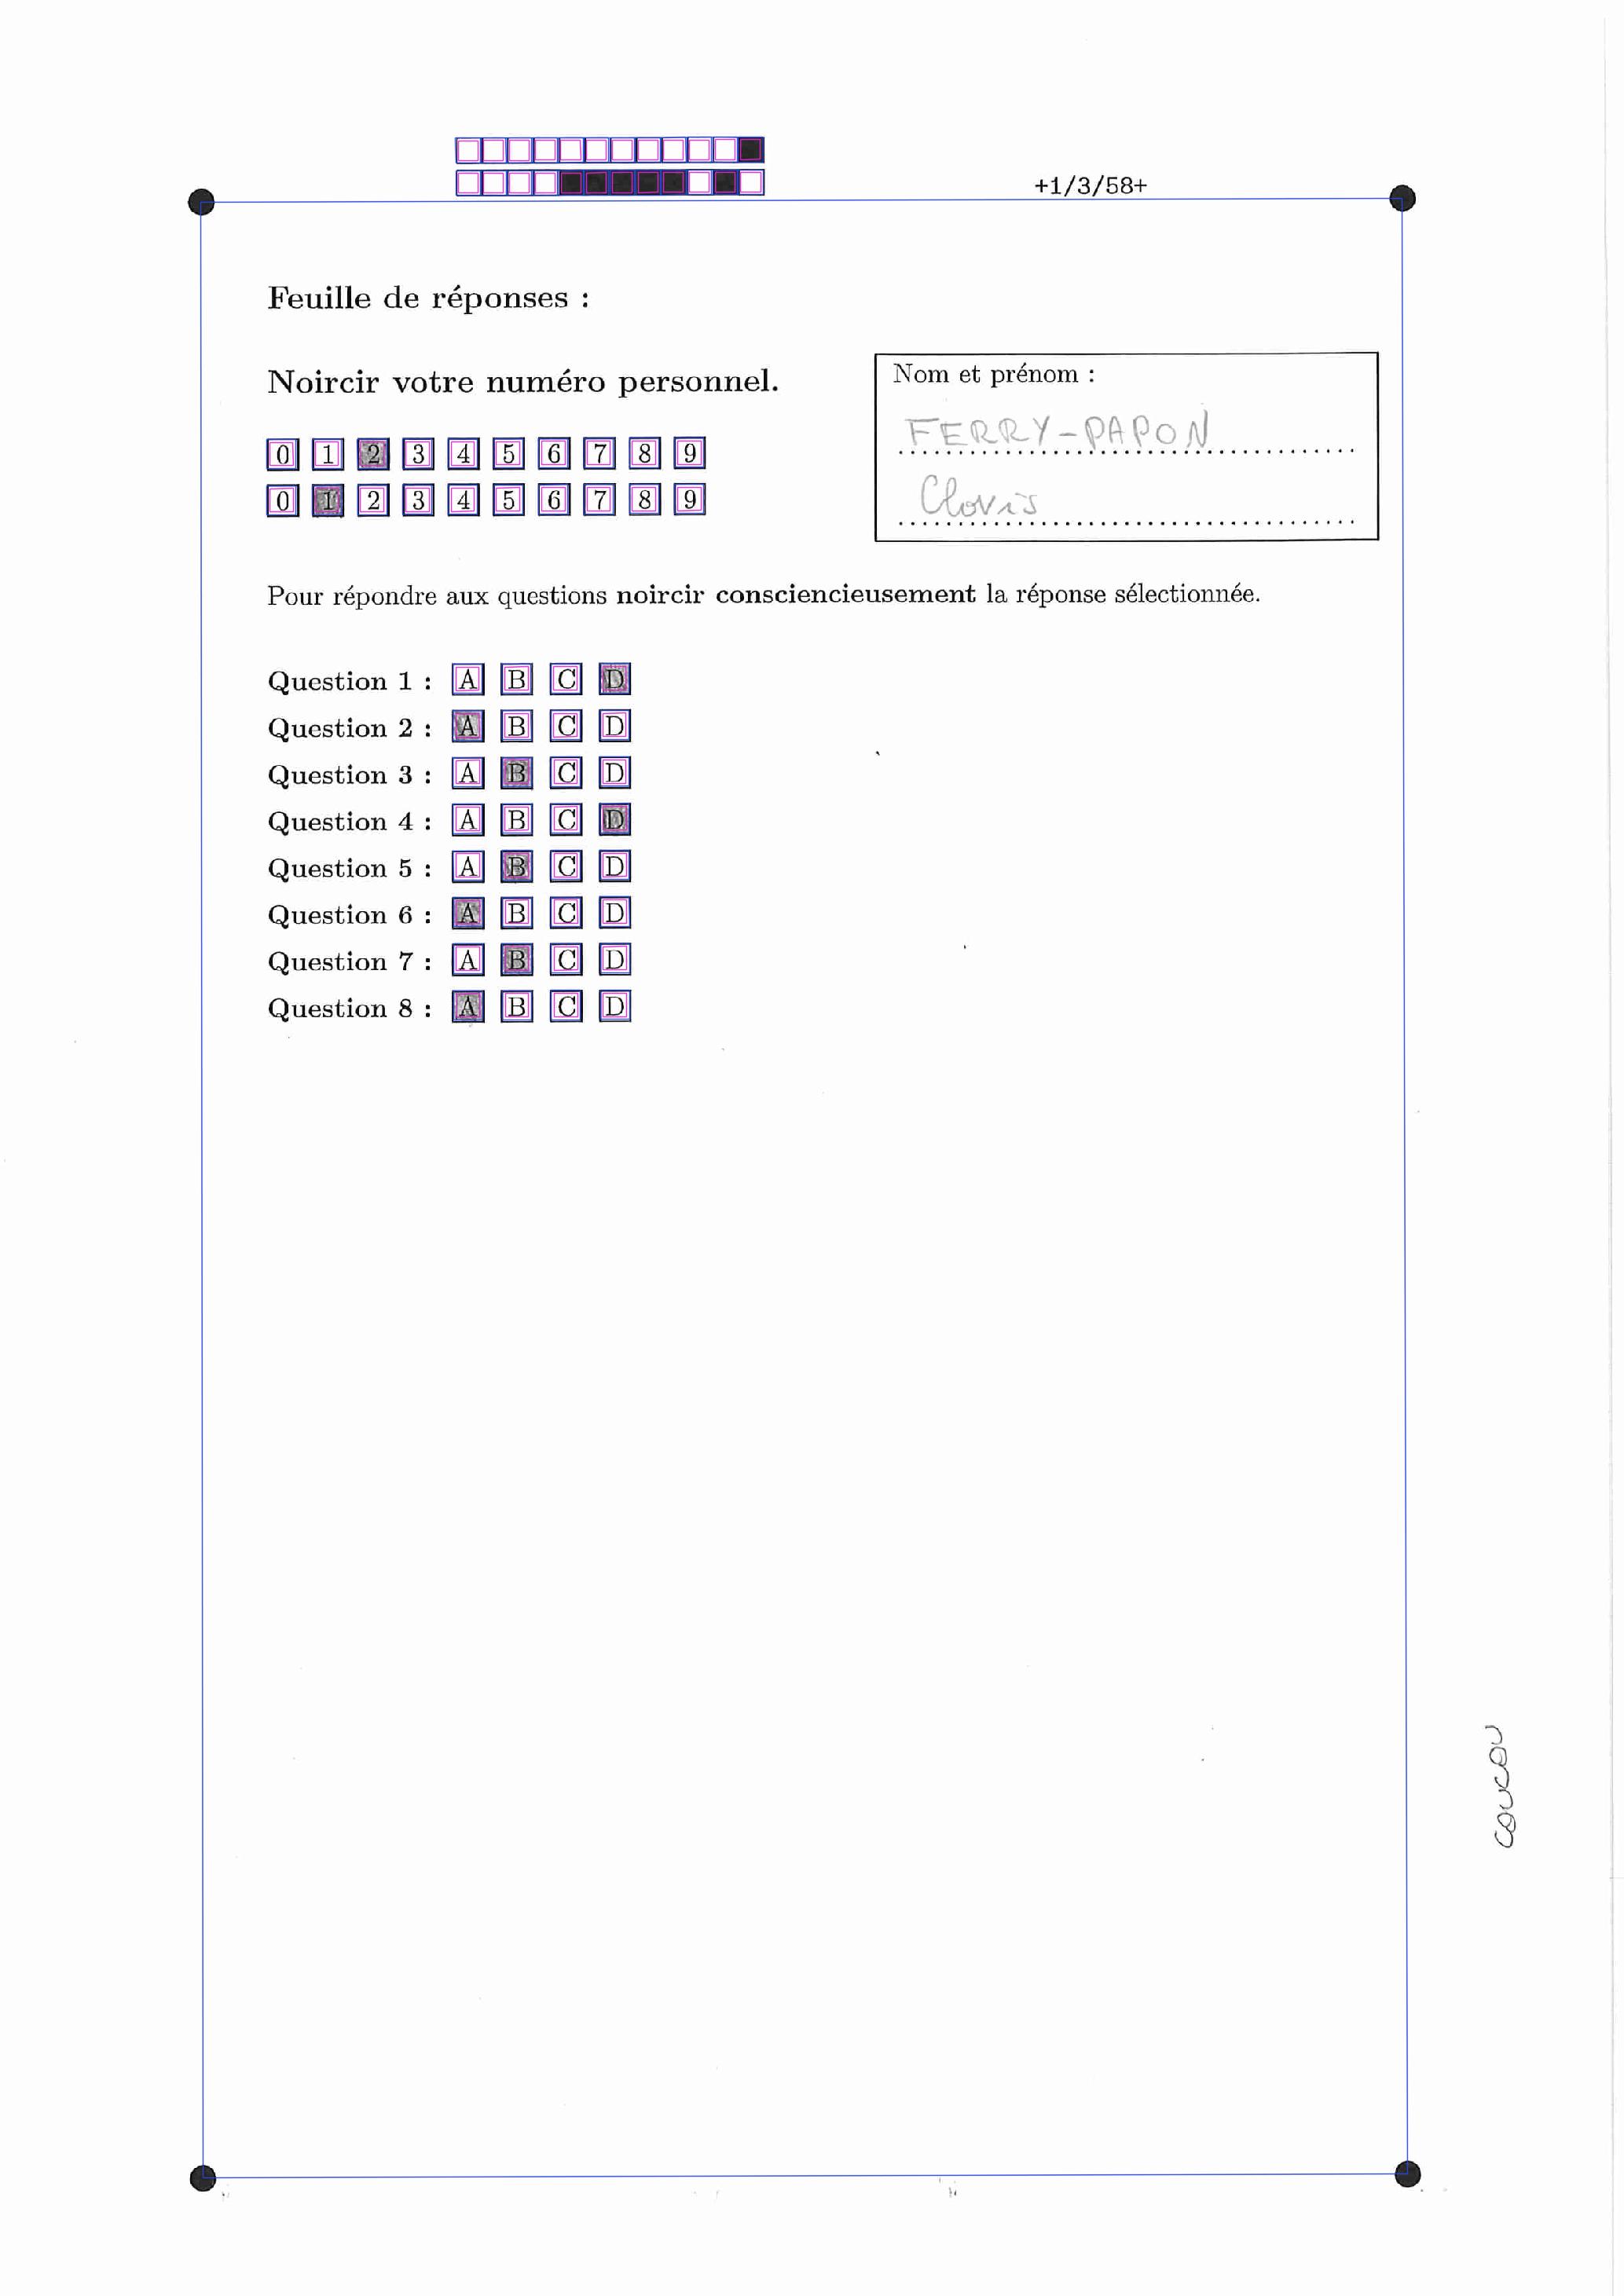 +1/3/58+
Feuille de réponses :
Noircir votre numéro personnel.
0 1 2 3 4 5 6 7 8 9
0 1 2 3 4 5 6 7 8 9
Nom et prénom :
FERRY-PAPON
Clovis
Pour répondre aux questions noircir consciencieusement la réponse sélectionnée.
Question 1 : A B C D
Question 2 : A B C D
Question 3 : A B C D
Question 4 : A B C D
Question 5 : A B C D
Question 6 : A B C D
Question 7 : A B C D
Question 8 : A B C D
coucou